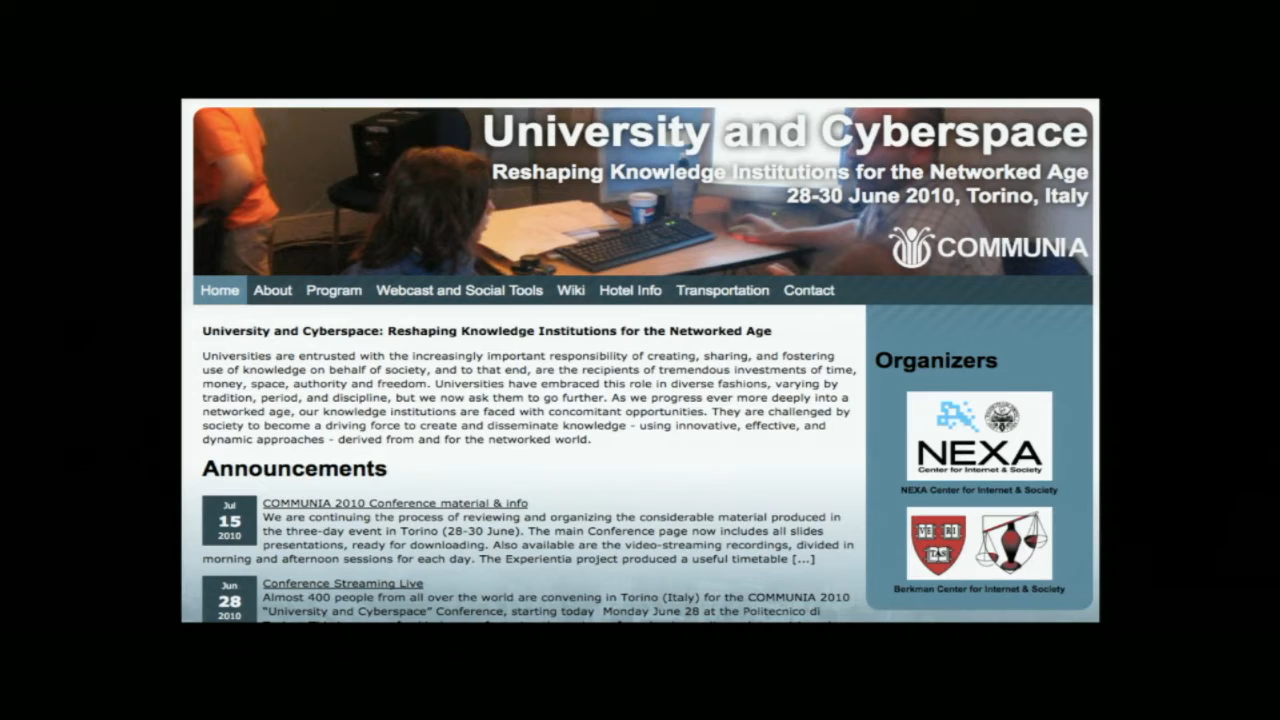 University and Cyberspace
Reshaping Knowledge Institutions for the Networked Age
28-30 June 2010, Torino, Italy
COMMUNIA
Home About Program Webcast and Social Tools Wiki Hotel Info Transportation Contact
University and Cyberspace: Reshaping Knowledge Institutions for the Networked Age
Universities are entrusted with the increasingly important responsibility of creating, sharing, and fostering
use of knowledge on behalf of society, and to that end, are the recipients of tremendous investments of time,
money, space, authority and freedom. Universities have embraced this role in diverse fashions, varying by
tradition, period, and discipline, but we now ask them to go further. As we progress ever more deeply into a
networked age, our knowledge institutions are faced with concomitant opportunities. They are challenged by
society to become a driving force to create and disseminate knowledge - using innovative, effective, and
dynamic approaches - derived from and for the networked world.
Announcements
Jul
15
2010
COMMUNIA 2010 Conference material & info
We are continuing the process of reviewing and organizing the considerable material produced in
the three-day event in Torino (28-30 June). The main Conference page now includes all slides
presentations, ready for downloading. Also available are the video-streaming recordings, divided in
morning and afternoon sessions for each day. The Experientia project produced a useful timetable [...]
Jun
28
2010
Conference Streaming Live
Almost 400 people from all over the world are convening in Torino (Italy) for the COMMUNIA 2010
"University and Cyberspace" Conference, starting today Monday June 28 at the Politecnico di
Organizers
NEXA
Center for Internet & Society
NEXA Center for Internet & Society
VE RI
TAS
Berkman Center for Internet & Society